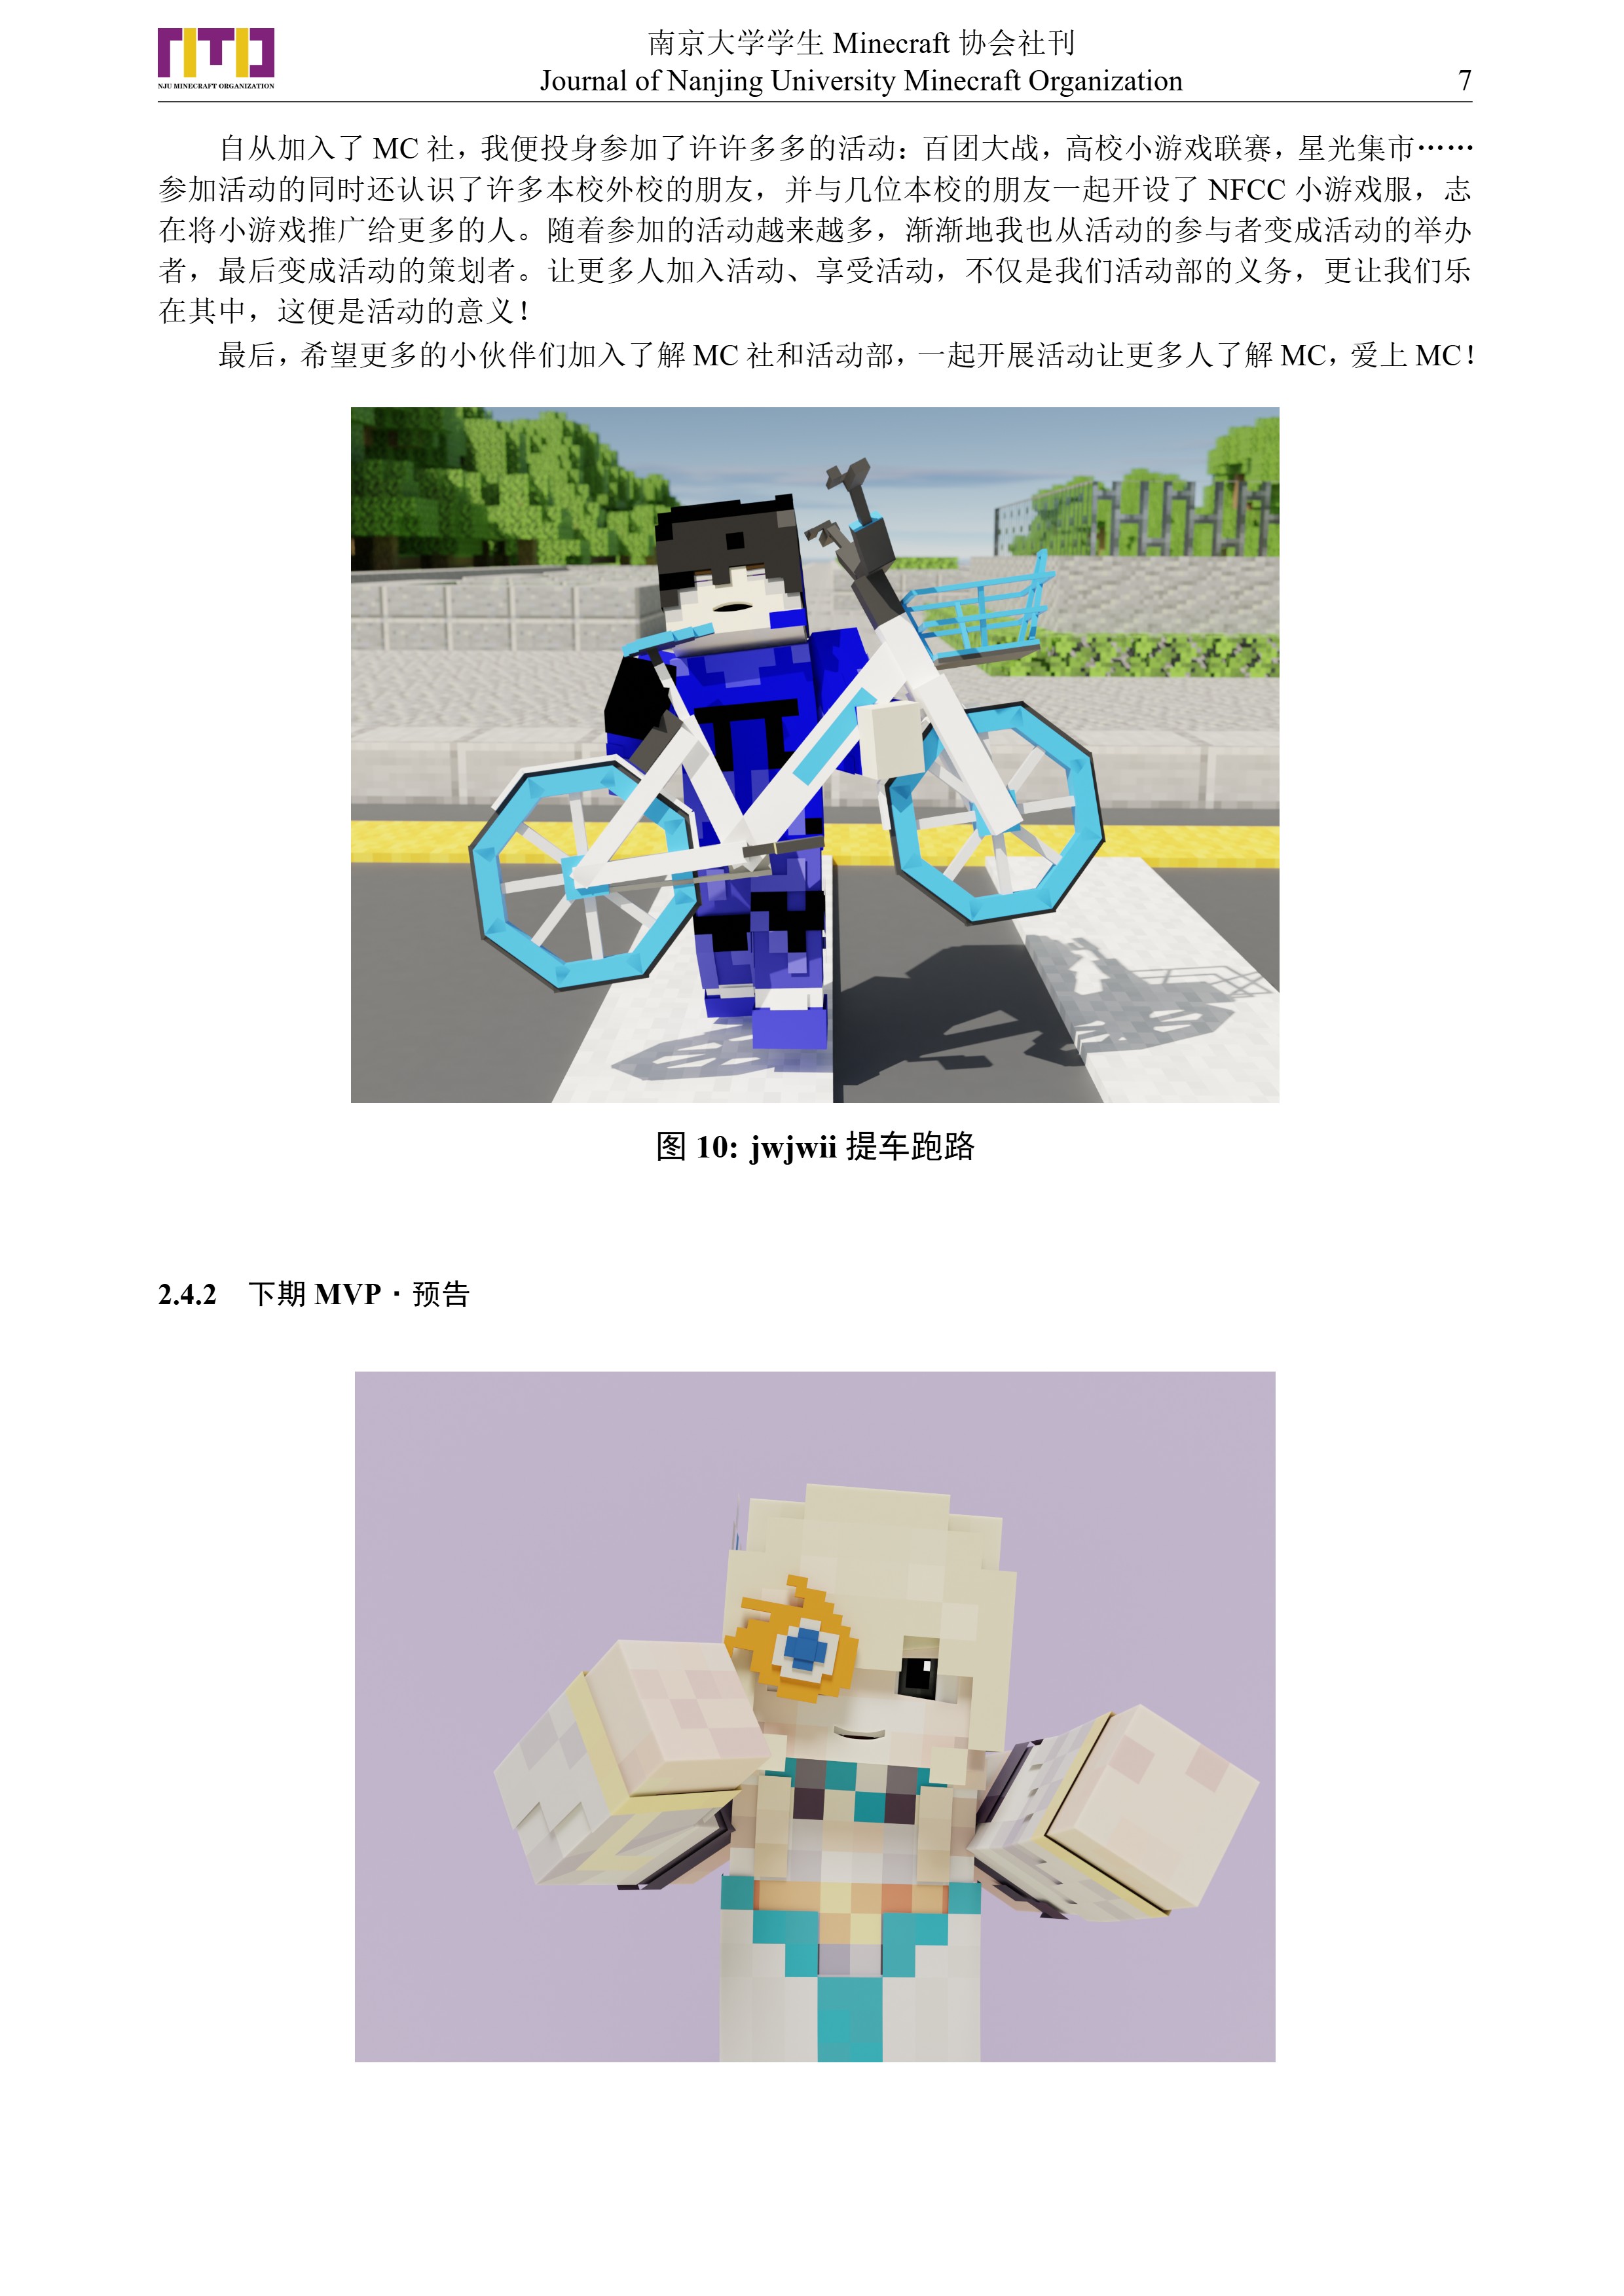 NJU MINECRAFT ORGANIZATION
南京大学学生 Minecraft 协会社刊
Journal of Nanjing University Minecraft Organization
7
自从加入了 MC 社，我便投身参加了许许多多的活动：百团大战，高校小游戏联赛，星光集市……
参加活动的同时还认识了许多本校外校的朋友，并与几位本校的朋友一起开设了 NFCC 小游戏服，志
在将小游戏推广给更多的人。随着参加的活动越来越多，渐渐地我也从活动的参与者变成活动的举办
者，最后变成活动的策划者。让更多人加入活动、享受活动，不仅是我们活动部的义务，更让我们乐
在其中，这便是活动的意义！
最后，希望更多的小伙伴们加入了解 MC 社和活动部，一起开展活动让更多人了解 MC，爱上 MC！
图 10: jwjwii 提车跑路
2.4.2 下期 MVP · 预告